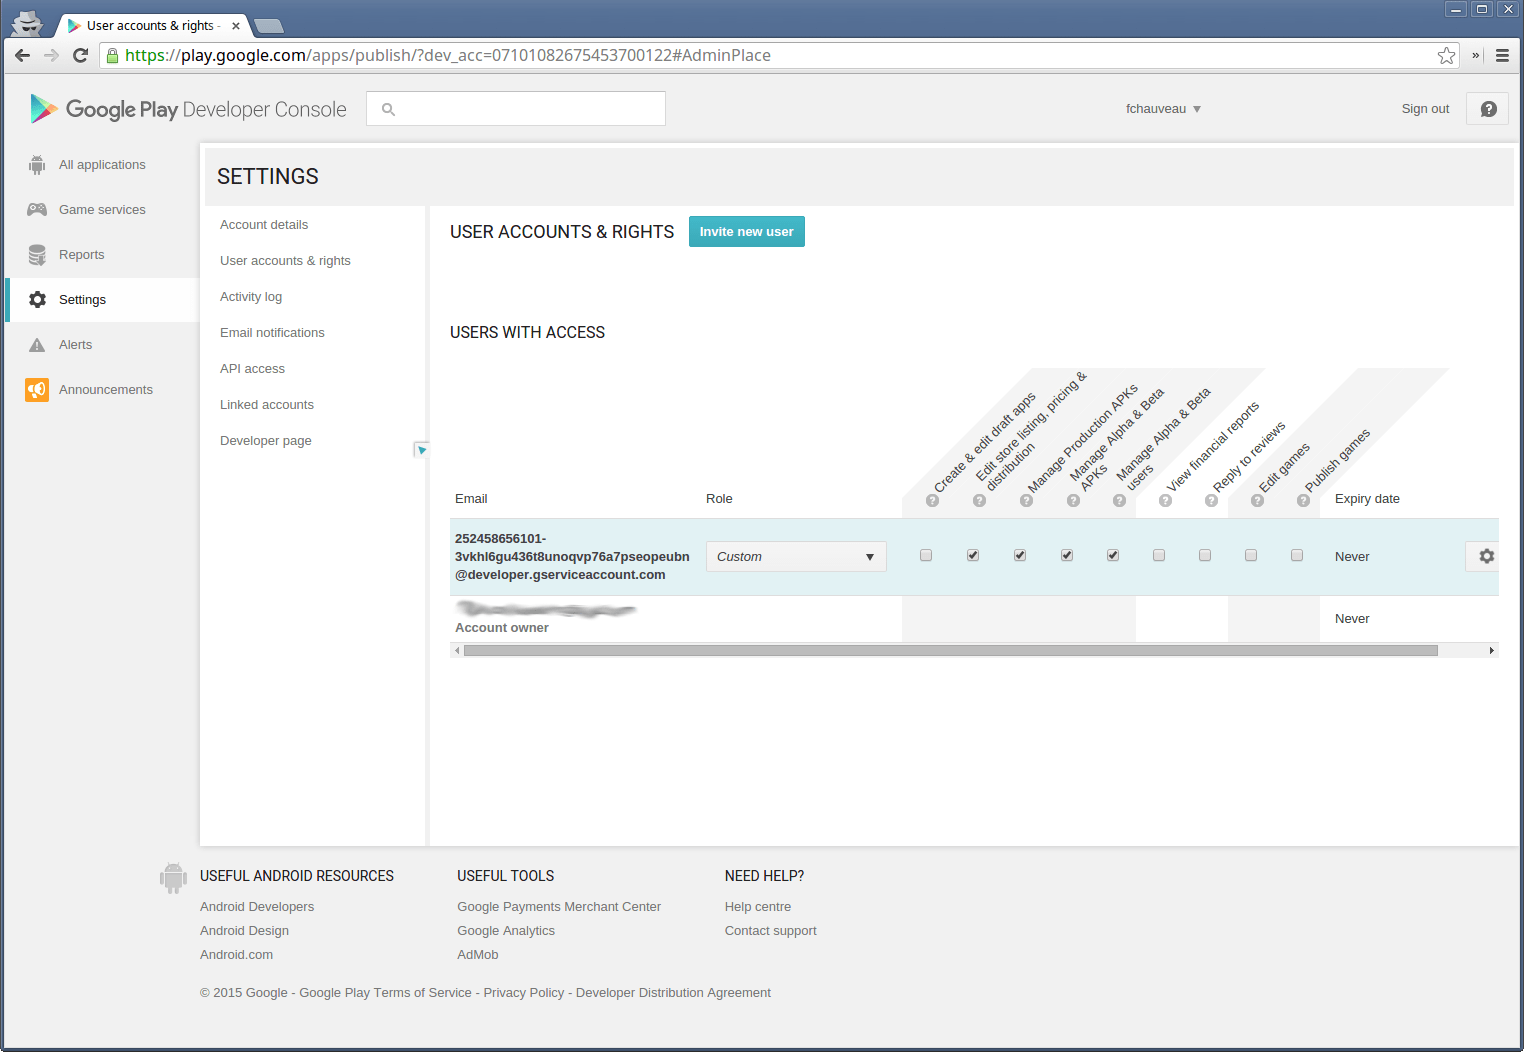 User accounts & rights -
https://play.google.com/apps/publish/?dev_acc=07101082675453700122#AdminPlace
Google Play Developer Console
fchauveau
Sign out
All applications
Game services
Reports
Settings
Alerts
Announcements
SETTINGS
Account details
User accounts & rights
Activity log
Email notifications
API access
Linked accounts
Developer page
USER ACCOUNTS & RIGHTS
Invite new user
USERS WITH ACCESS
Email
Role
Create & edit draft apps
Edit store listing, pricing &
distribution
Manage Production APKs
Manage Alpha & Beta
APKs
Manage Alpha & Beta
users
View financial reports
Reply to reviews
Edit games
Publish games
Expiry date
252458656101-
3vkhl6gu436t8unoqvp76a7pseopeubn
@developer.gserviceaccount.com
Custom
Never
Account owner
Never
USEFUL ANDROID RESOURCES
Android Developers
Android Design
Android.com
USEFUL TOOLS
Google Payments Merchant Center
Google Analytics
AdMob
NEED HELP?
Help centre
Contact support
© 2015 Google - Google Play Terms of Service - Privacy Policy - Developer Distribution Agreement